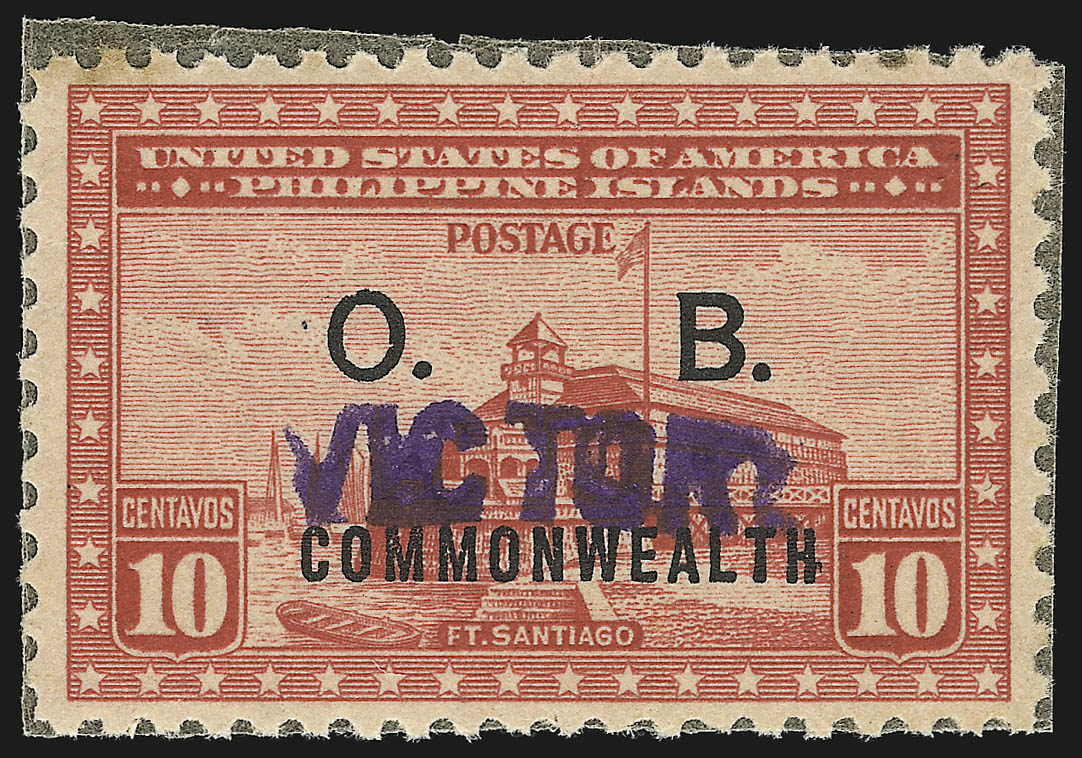 UNITED STATES OF AMERICA
PHILIPPINE ISLANDS
POSTAGE
O. B.
VICTORY
COMMONWEALTH
CENTAVOS CENTAVOS
10 10
FT. SANTIAGO